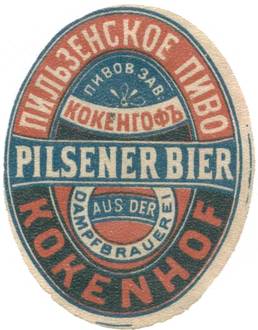 ПИЛЬЗЕНСКОЕ ПИВО
ПИВОВ. ЗАВ.
КОКЕНГОФЪ
PILSENER BIER
AUS DER
DAMPFBRAUEREI
KOKENHOF